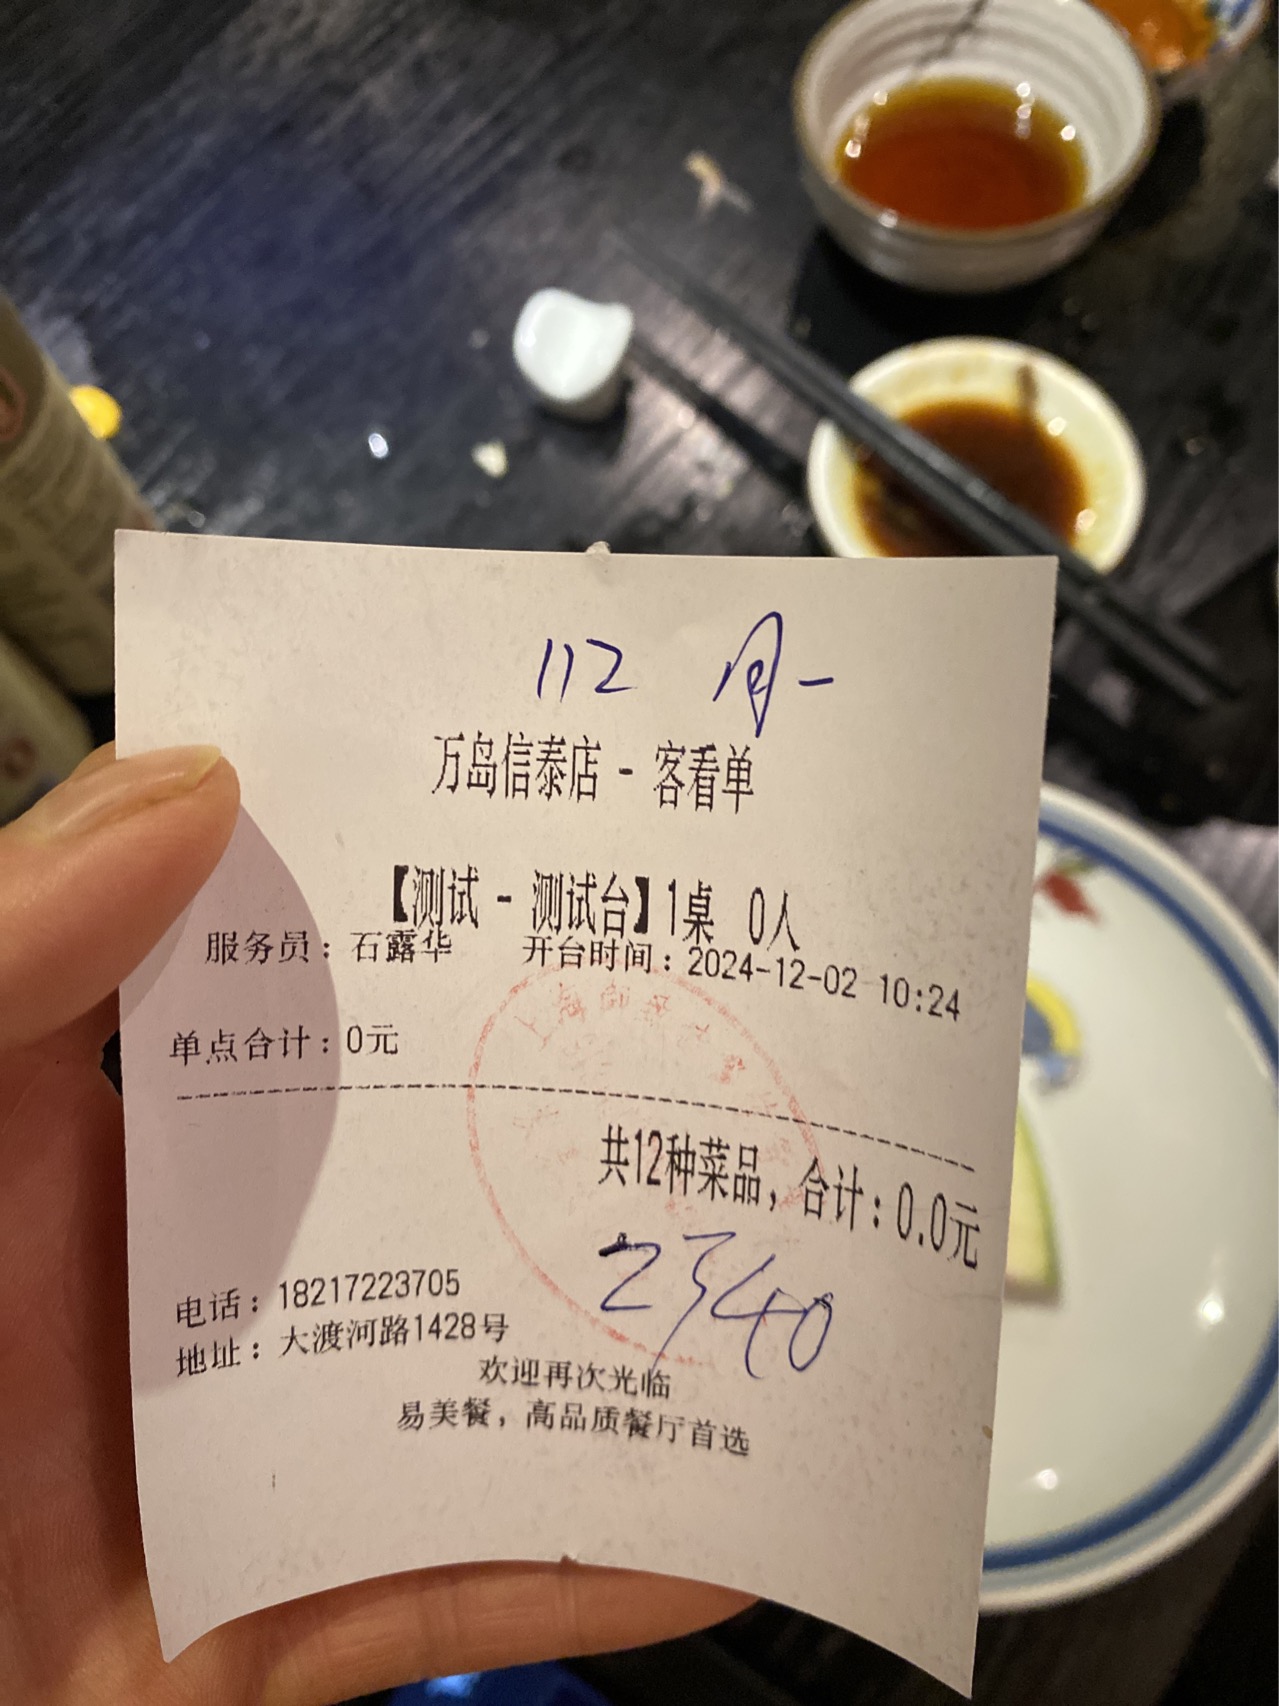 112 周一
万岛信泰店 - 客看单
【测试 - 测试台】1桌 0人
服务员：石露华 开台时间：2024-12-02 10:24
单点合计：0元
共12种菜品，合计：0.0元
2340
电话：18217223705
地址：大渡河路1428号
欢迎再次光临
易美餐，高品质餐厅首选